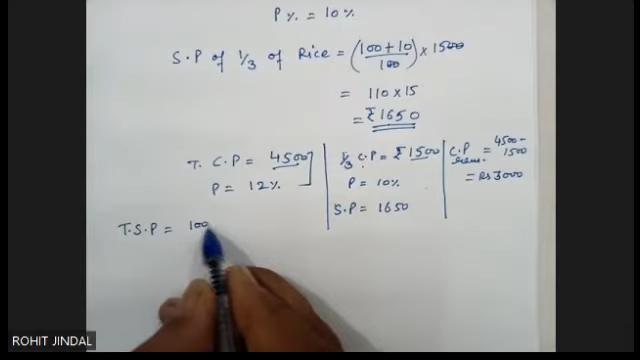 P% = 10%
S.P of 1/3 of Rice = (100+10/100) × 1500
= 110 × 15
= ₹1650
T. C.P = 4500
P = 12%
1/3 C.P = ₹1500
P = 10%
S.P = 1650
C.P rem. = 4500 - 1500
= Rs 3000
T.S.P = 100
ROHIT JINDAL